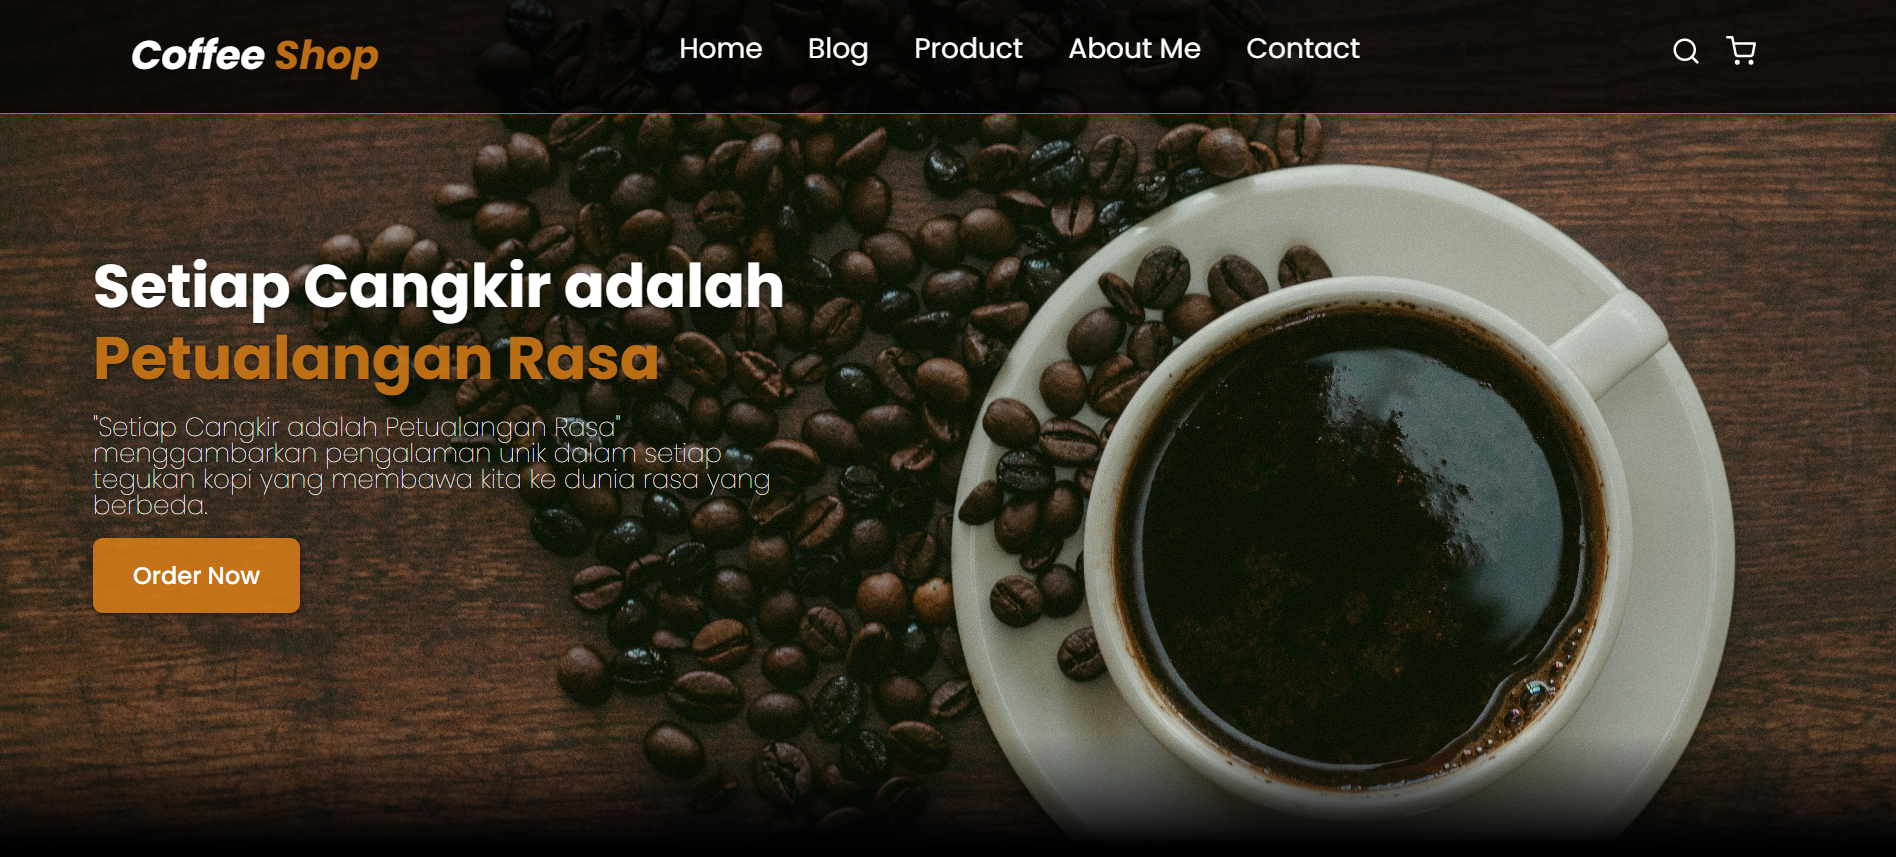 Coffee Shop
Home Blog Product About Me Contact
Setiap Cangkir adalah
Petualangan Rasa
"Setiap Cangkir adalah Petualangan Rasa"
menggambarkan pengalaman unik dalam setiap
tegukan kopi yang membawa kita ke dunia rasa yang
berbeda.
Order Now